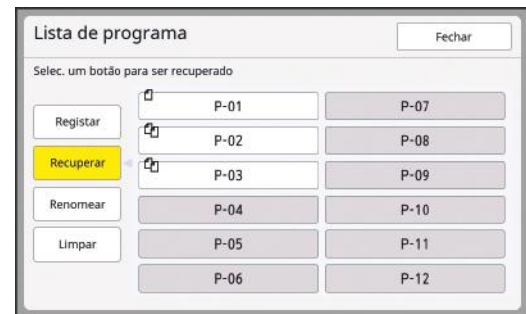 Lista de programa
Fechar
Selec. um botão para ser recuperado
Registar
Recuperar
Renomear
Limpar
P-01
P-02
P-03
P-04
P-05
P-06
P-07
P-08
P-09
P-10
P-11
P-12